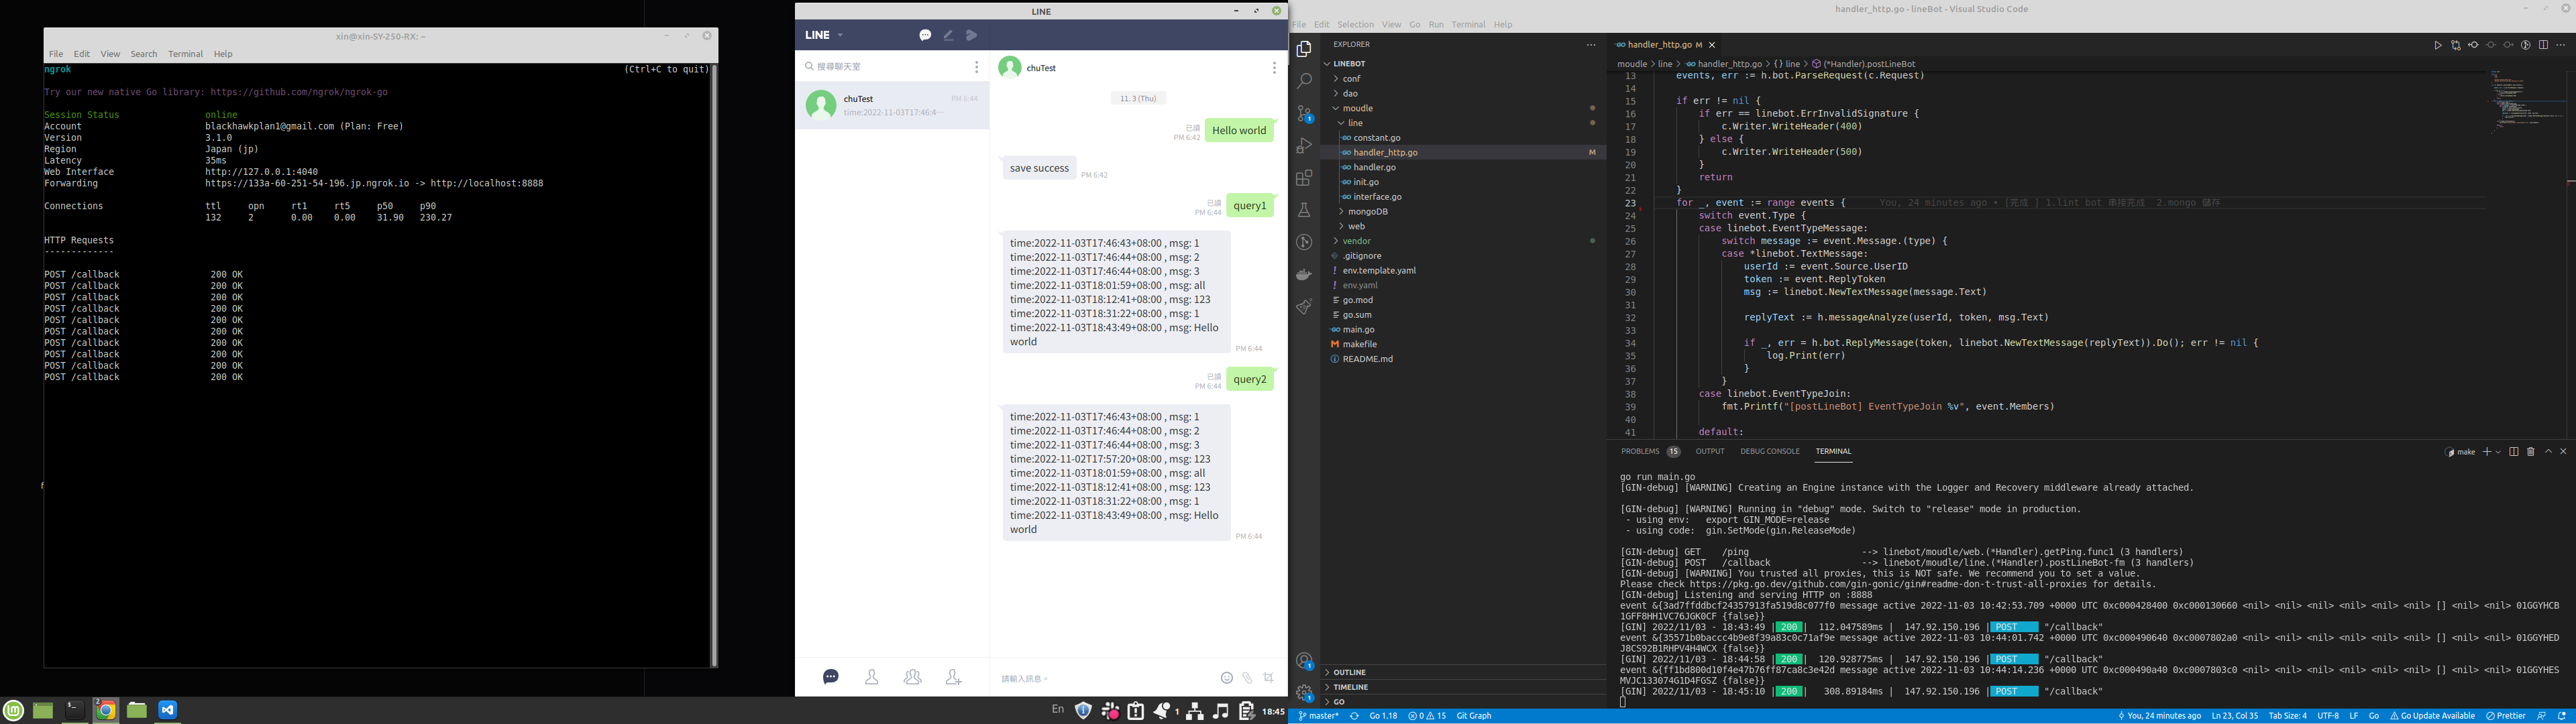 xin@xin-SY-250-RX: ~
File Edit View Search Terminal Help
ngrok (Ctrl+C to quit)
Try our new native Go library: https://github.com/ngrok/ngrok-go
Session Status online
Account blackhawkplan1@gmail.com (Plan: Free)
Version 3.1.0
Region Japan (jp)
Latency 35ms
Web Interface http://127.0.0.1:4040
Forwarding https://133a-60-251-54-196.jp.ngrok.io -> http://localhost:8888
Connections ttl opn rt1 rt5 p50 p90
132 2 0.00 0.00 31.90 230.27
HTTP Requests
-------------
POST /callback 200 OK
POST /callback 200 OK
POST /callback 200 OK
POST /callback 200 OK
POST /callback 200 OK
POST /callback 200 OK
POST /callback 200 OK
POST /callback 200 OK
POST /callback 200 OK
POST /callback 200 OK
LINE
LINE
搜尋聊天室
chuTest PM 6:44
time:2022-11-03T17:46:4…
chuTest
11. 3 (Thu)
已讀
PM 6:42
Hello world
save success
PM 6:42
已讀
PM 6:44
query1
time:2022-11-03T17:46:43+08:00 , msg: 1
time:2022-11-03T17:46:44+08:00 , msg: 2
time:2022-11-03T17:46:44+08:00 , msg: 3
time:2022-11-03T18:01:59+08:00 , msg: all
time:2022-11-03T18:12:41+08:00 , msg: 123
time:2022-11-03T18:31:22+08:00 , msg: 1
time:2022-11-03T18:43:49+08:00 , msg: Hello
world
PM 6:44
已讀
PM 6:44
query2
time:2022-11-03T17:46:43+08:00 , msg: 1
time:2022-11-03T17:46:44+08:00 , msg: 2
time:2022-11-03T17:46:44+08:00 , msg: 3
time:2022-11-02T17:57:20+08:00 , msg: 123
time:2022-11-03T18:01:59+08:00 , msg: all
time:2022-11-03T18:12:41+08:00 , msg: 123
time:2022-11-03T18:31:22+08:00 , msg: 1
time:2022-11-03T18:43:49+08:00 , msg: Hello
world
PM 6:44
請輸入訊息。
En 1 18:45
handler_http.go - lineBot - Visual Studio Code
File Edit Selection View Go Run Terminal Help
EXPLORER
LINEBOT
conf
dao
moudle
line
constant.go
handler_http.go M
handler.go
init.go
interface.go
mongoDB
web
vendor
.gitignore
env.template.yaml
env.yaml
go.mod
go.sum
main.go
makefile
README.md
OUTLINE
TIMELINE
GO
handler_http.go M
moudle > line > handler_http.go > {} line > (*Handler).postLineBot
13 events, err := h.bot.ParseRequest(c.Request)
14
15 if err != nil {
16 if err == linebot.ErrInvalidSignature {
17 c.Writer.WriteHeader(400)
18 } else {
19 c.Writer.WriteHeader(500)
20 }
21 return
22 }
23 for _, event := range events { You, 24 minutes ago • [完成 ] 1.lint bot 串接完成 2.mongo 儲存
24 switch event.Type {
25 case linebot.EventTypeMessage:
26 switch message := event.Message.(type) {
27 case *linebot.TextMessage:
28 userId := event.Source.UserID
29 token := event.ReplyToken
30 msg := linebot.NewTextMessage(message.Text)
31
32 replyText := h.messageAnalyze(userId, token, msg.Text)
33
34 if _, err = h.bot.ReplyMessage(token, linebot.NewTextMessage(replyText)).Do(); err != nil {
35 log.Print(err)
36 }
37 }
38 case linebot.EventTypeJoin:
39 fmt.Printf("[postLineBot] EventTypeJoin %v", event.Members)
40
41 default:
PROBLEMS 15 OUTPUT DEBUG CONSOLE TERMINAL make
go run main.go
[GIN-debug] [WARNING] Creating an Engine instance with the Logger and Recovery middleware already attached.
[GIN-debug] [WARNING] Running in "debug" mode. Switch to "release" mode in production.
- using env: export GIN_MODE=release
- using code: gin.SetMode(gin.ReleaseMode)
[GIN-debug] GET /ping --> linebot/moudle/web.(*Handler).getPing.func1 (3 handlers)
[GIN-debug] POST /callback --> linebot/moudle/line.(*Handler).postLineBot-fm (3 handlers)
[GIN-debug] [WARNING] You trusted all proxies, this is NOT safe. We recommend you to set a value.
Please check https://pkg.go.dev/github.com/gin-gonic/gin#readme-don-t-trust-all-proxies for details.
[GIN-debug] Listening and serving HTTP on :8888
event &{3ad7ffddbcf24357913fa519d8c077f0 message active 2022-11-03 10:42:53.709 +0000 UTC 0xc000428400 0xc000130660 <nil> <nil> <nil> <nil> <nil> <nil> [] <nil> <nil> 01GGYHCB
1GFF8HH1VC76JGK0CF {false}}
[GIN] 2022/11/03 - 18:43:49 | 200 | 112.047589ms | 147.92.150.196 | POST "/callback"
event &{35571b0baccc4b9e8f39a83c0c71af9e message active 2022-11-03 10:44:01.742 +0000 UTC 0xc000490640 0xc0007802a0 <nil> <nil> <nil> <nil> <nil> <nil> [] <nil> <nil> 01GGYHED
J8CS92B1RHPV4H4WCX {false}}
[GIN] 2022/11/03 - 18:44:58 | 200 | 120.928775ms | 147.92.150.196 | POST "/callback"
event &{ff1bd800d10f4e47b76ff87ca8c3e42d message active 2022-11-03 10:44:14.236 +0000 UTC 0xc000490a40 0xc0007803c0 <nil> <nil> <nil> <nil> <nil> <nil> [] <nil> <nil> 01GGYHES
MVJC133074G1D4FGSZ {false}}
[GIN] 2022/11/03 - 18:45:10 | 200 | 308.89184ms | 147.92.150.196 | POST "/callback"
master* Go 1.18 0 15 Git Graph You, 24 minutes ago Ln 23, Col 35 Tab Size: 4 UTF-8 LF Go Go Update Available Prettier